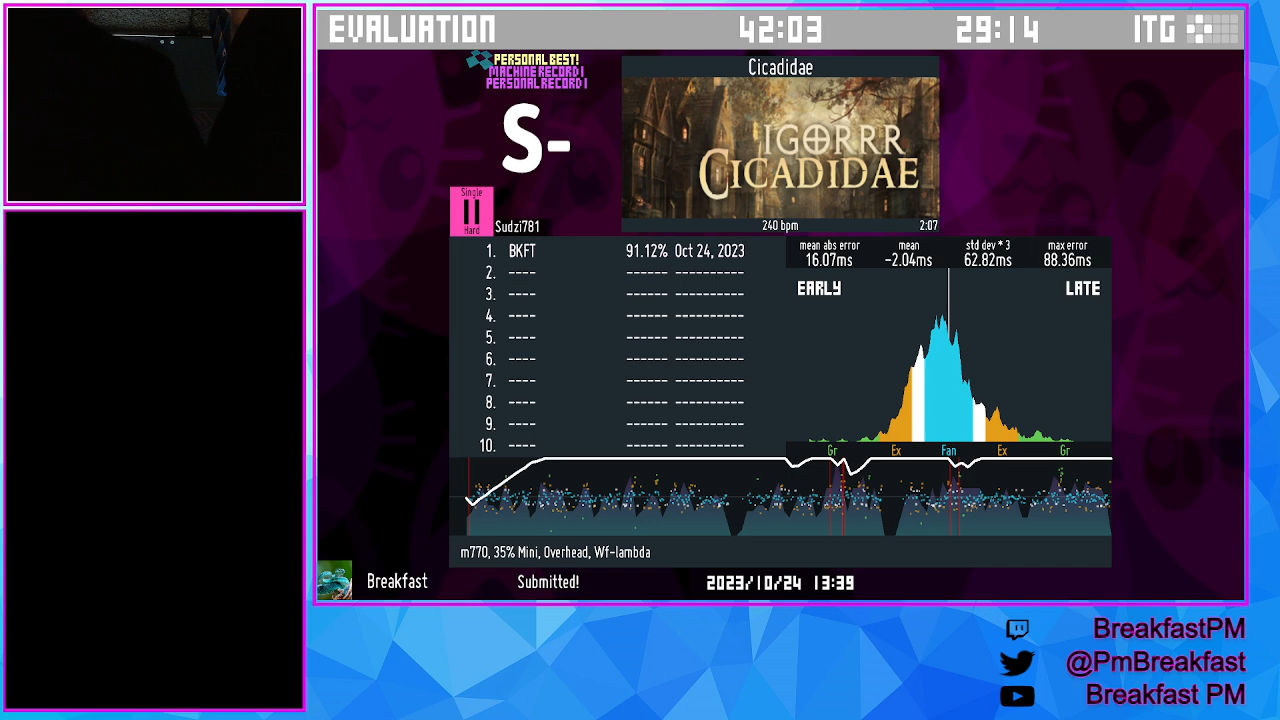 EVALUATION
42:03
29:14
ITG
PERSONAL BEST!
MACHINE RECORD 1
PERSONAL RECORD 1
S-
Cicadidae
IGORRR
CICADIDAE
240 bpm
2:07
Single
11
Hard
Sudzi781
1. BKFT 91.12% Oct 24, 2023
2. ---- ------ ----------
3. ---- ------ ----------
4. ---- ------ ----------
5. ---- ------ ----------
6. ---- ------ ----------
7. ---- ------ ----------
8. ---- ------ ----------
9. ---- ------ ----------
10. ---- ------ ----------
mean abs error mean std dev * 3 max error
16.07ms -2.04ms 62.82ms 88.36ms
EARLY LATE
Gr Ex Fan Ex Gr
m770, 35% Mini, Overhead, Wf-lambda
Breakfast Submitted! 2023/10/24 13:39
BreakfastPM
@PmBreakfast
Breakfast PM